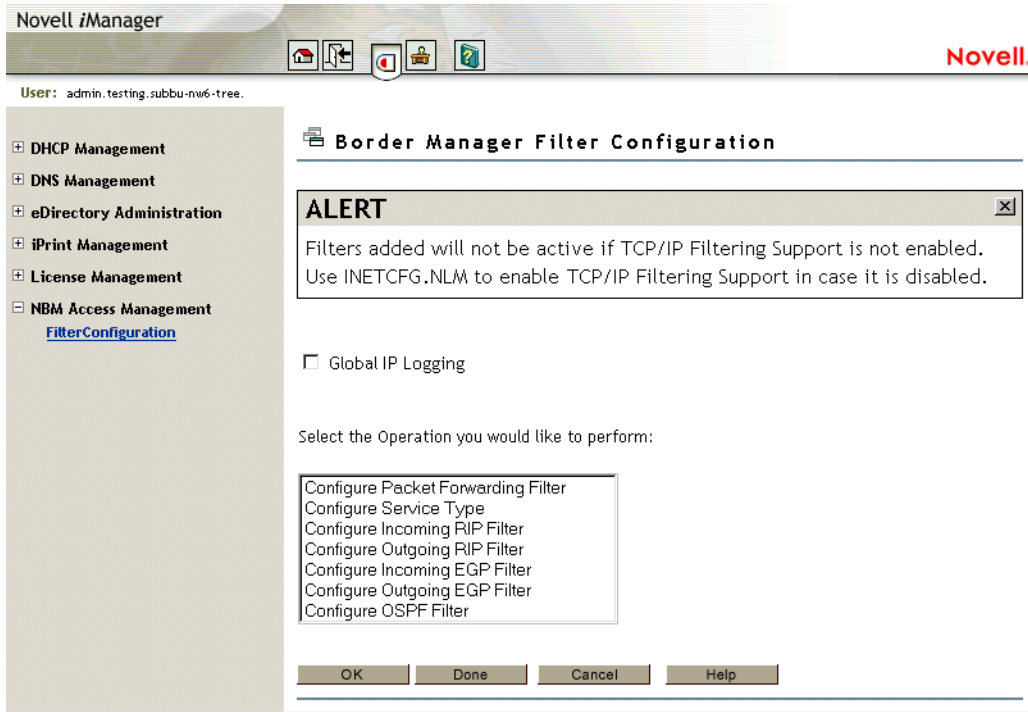 Novell iManager
Novell.
User: admin.testing.subbu-nw6-tree.
DHCP Management
DNS Management
eDirectory Administration
iPrint Management
License Management
NBM Access Management
FilterConfiguration
Border Manager Filter Configuration
ALERT
Filters added will not be active if TCP/IP Filtering Support is not enabled.
Use INETCFG.NLM to enable TCP/IP Filtering Support in case it is disabled.
Global IP Logging
Select the Operation you would like to perform:
Configure Packet Forwarding Filter
Configure Service Type
Configure Incoming RIP Filter
Configure Outgoing RIP Filter
Configure Incoming EGP Filter
Configure Outgoing EGP Filter
Configure OSPF Filter
OK Done Cancel Help